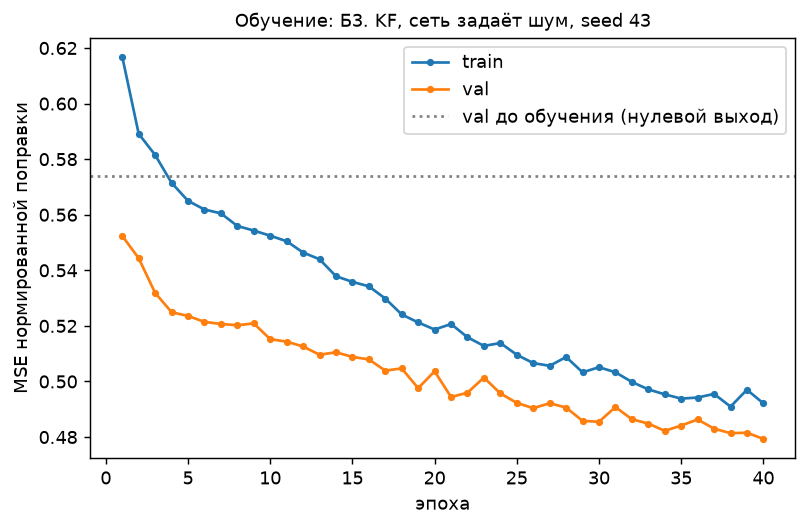 Обучение: Б3. KF, сеть задаёт шум, seed 43
MSE нормированной поправки
0.62
0.60
0.58
0.56
0.54
0.52
0.50
0.48
train
val
val до обучения (нулевой выход)
0 5 10 15 20 25 30 35 40
эпоха